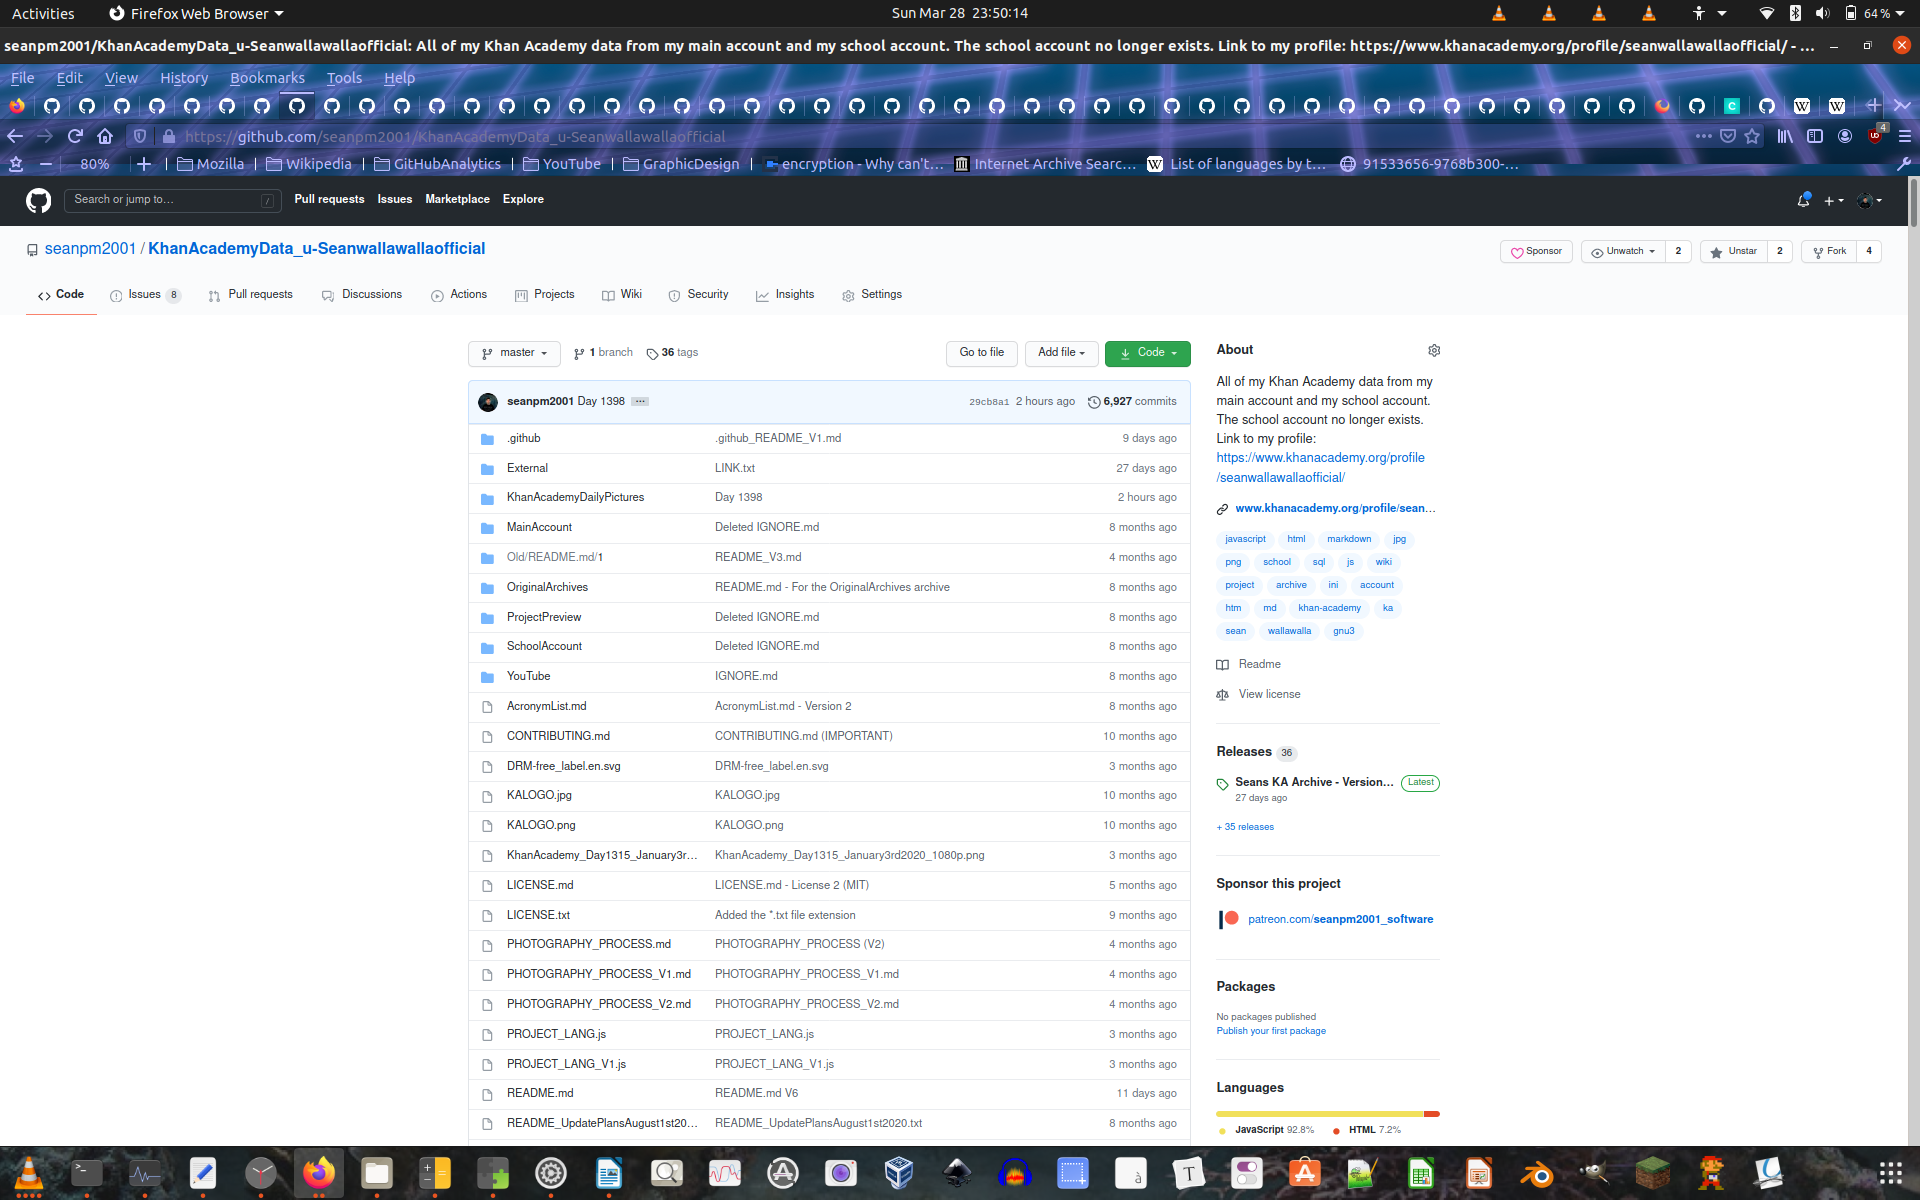 Activities Firefox Web Browser Sun Mar 28 23:50:14 64 %
seanpm2001/KhanAcademyData_u-Seanwallawallaofficial: All of my Khan Academy data from my main account and my school account. The school account no longer exists. Link to my profile: https://www.khanacademy.org/profile/seanwallawallaofficial/ - …
File Edit View History Bookmarks Tools Help
https://github.com/seanpm2001/KhanAcademyData_u-Seanwallawallaofficial 4
80% Mozilla Wikipedia GitHubAnalytics YouTube GraphicDesign encryption - Why can't… Internet Archive Searc… List of languages by t… 91533656-9768b300-…
Search or jump to… / Pull requests Issues Marketplace Explore
seanpm2001 / KhanAcademyData_u-Seanwallawallaofficial Sponsor Unwatch 2 Unstar 2 Fork 4
Code Issues 8 Pull requests Discussions Actions Projects Wiki Security Insights Settings
master 1 branch 36 tags Go to file Add file Code
seanpm2001 Day 1398 … 29cb8a1 2 hours ago 6,927 commits
.github .github_README_V1.md 9 days ago
External LINK.txt 27 days ago
KhanAcademyDailyPictures Day 1398 2 hours ago
MainAccount Deleted IGNORE.md 8 months ago
Old/README.md/1 README_V3.md 4 months ago
OriginalArchives README.md - For the OriginalArchives archive 8 months ago
ProjectPreview Deleted IGNORE.md 8 months ago
SchoolAccount Deleted IGNORE.md 8 months ago
YouTube IGNORE.md 8 months ago
AcronymList.md AcronymList.md - Version 2 8 months ago
CONTRIBUTING.md CONTRIBUTING.md (IMPORTANT) 10 months ago
DRM-free_label.en.svg DRM-free_label.en.svg 3 months ago
KALOGO.jpg KALOGO.jpg 10 months ago
KALOGO.png KALOGO.png 10 months ago
KhanAcademy_Day1315_January3r… KhanAcademy_Day1315_January3rd2020_1080p.png 3 months ago
LICENSE.md LICENSE.md - License 2 (MIT) 5 months ago
LICENSE.txt Added the *.txt file extension 9 months ago
PHOTOGRAPHY_PROCESS.md PHOTOGRAPHY_PROCESS (V2) 4 months ago
PHOTOGRAPHY_PROCESS_V1.md PHOTOGRAPHY_PROCESS_V1.md 4 months ago
PHOTOGRAPHY_PROCESS_V2.md PHOTOGRAPHY_PROCESS_V2.md 4 months ago
PROJECT_LANG.js PROJECT_LANG.js 3 months ago
PROJECT_LANG_V1.js PROJECT_LANG_V1.js 3 months ago
README.md README.md V6 11 days ago
README_UpdatePlansAugust1st20… README_UpdatePlansAugust1st2020.txt 8 months ago
About
All of my Khan Academy data from my
main account and my school account.
The school account no longer exists.
Link to my profile:
https://www.khanacademy.org/profile
/seanwallawallaofficial/
www.khanacademy.org/profile/sean…
javascript html markdown jpg
png school sql js wiki
project archive ini account
htm md khan-academy ka
sean wallawalla gnu3
Readme
View license
Releases 36
Seans KA Archive - Version… Latest
27 days ago
+ 35 releases
Sponsor this project
patreon.com/seanpm2001_software
Packages
No packages published
Publish your first package
Languages
JavaScript 92.8% HTML 7.2%